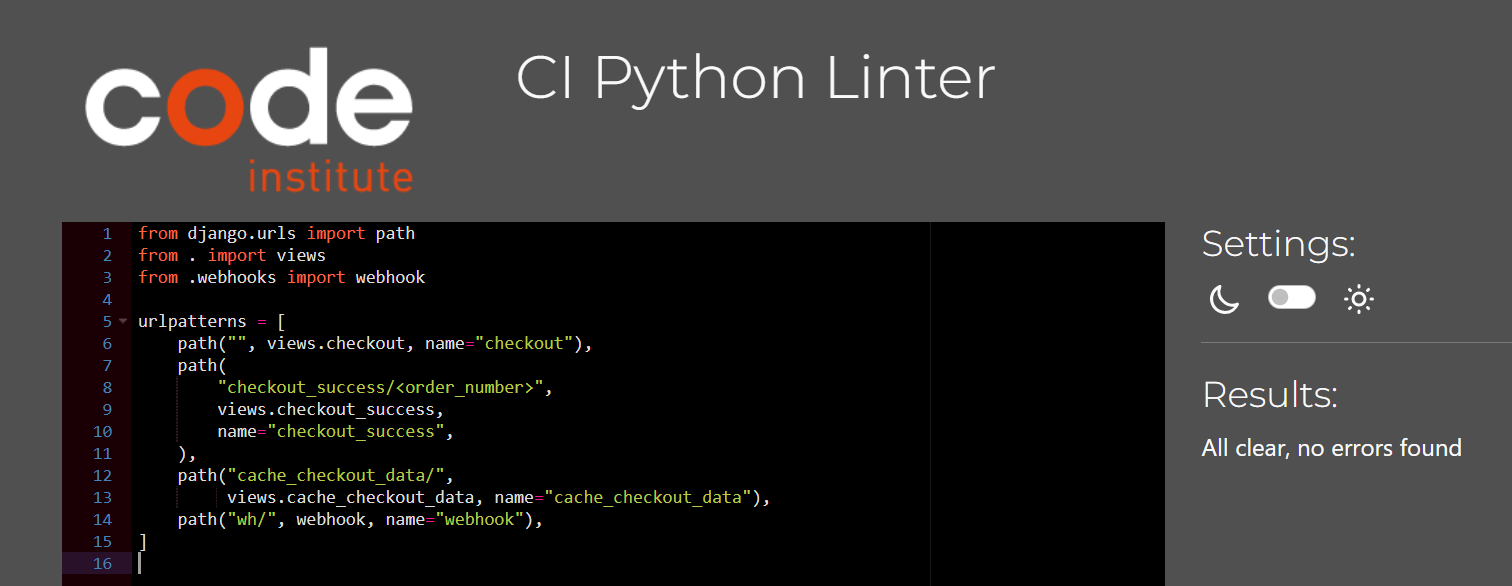 code
institute
CI Python Linter
1 from django.urls import path
2 from . import views
3 from .webhooks import webhook
4
5 urlpatterns = [
6     path("", views.checkout, name="checkout"),
7     path(
8         "checkout_success/<order_number>",
9         views.checkout_success,
10         name="checkout_success",
11     ),
12     path("cache_checkout_data/",
13          views.cache_checkout_data, name="cache_checkout_data"),
14     path("wh/", webhook, name="webhook"),
15 ]
16
Settings:
Results:
All clear, no errors found